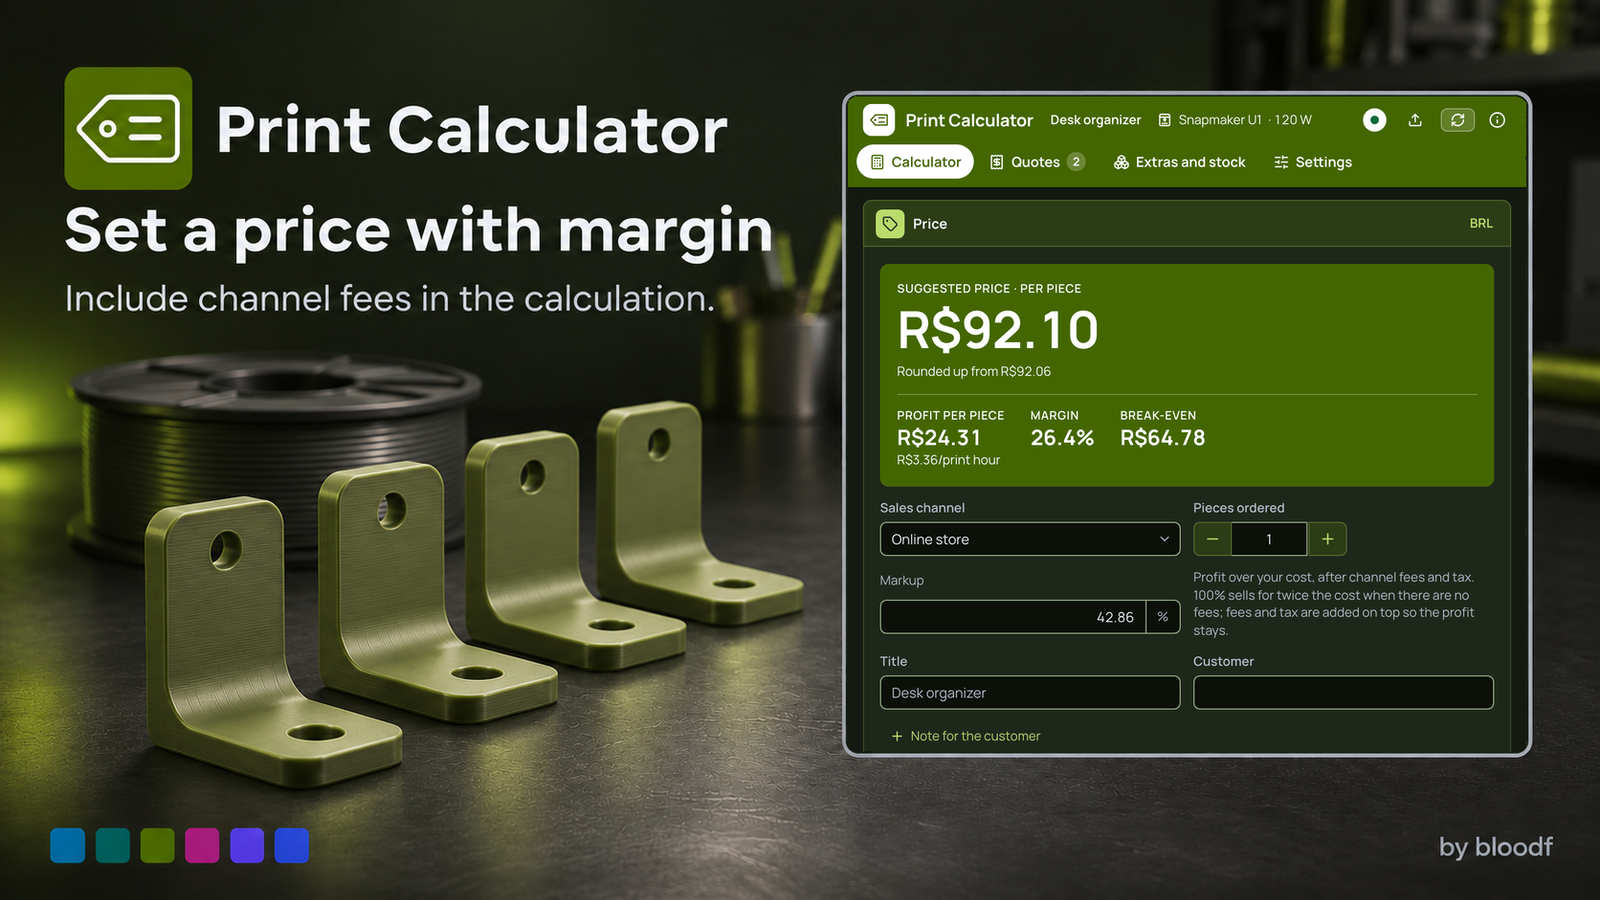 Print Calculator
Set a price with margin
Include channel fees in the calculation.
Print Calculator
Desk organizer
Snapmaker U1 · 120 W
Calculator
Quotes 2
Extras and stock
Settings
Price
BRL
SUGGESTED PRICE · PER PIECE
R$92.10
Rounded up from R$92.06
PROFIT PER PIECE
R$24.31
R$3.36/print hour
MARGIN
26.4%
BREAK-EVEN
R$64.78
Sales channel
Online store
Pieces ordered
− 1 +
Markup
42.86 %
Profit over your cost, after channel fees and tax.
100% sells for twice the cost when there are no
fees; fees and tax are added on top so the profit
stays.
Title
Desk organizer
Customer
+ Note for the customer
by bloodf